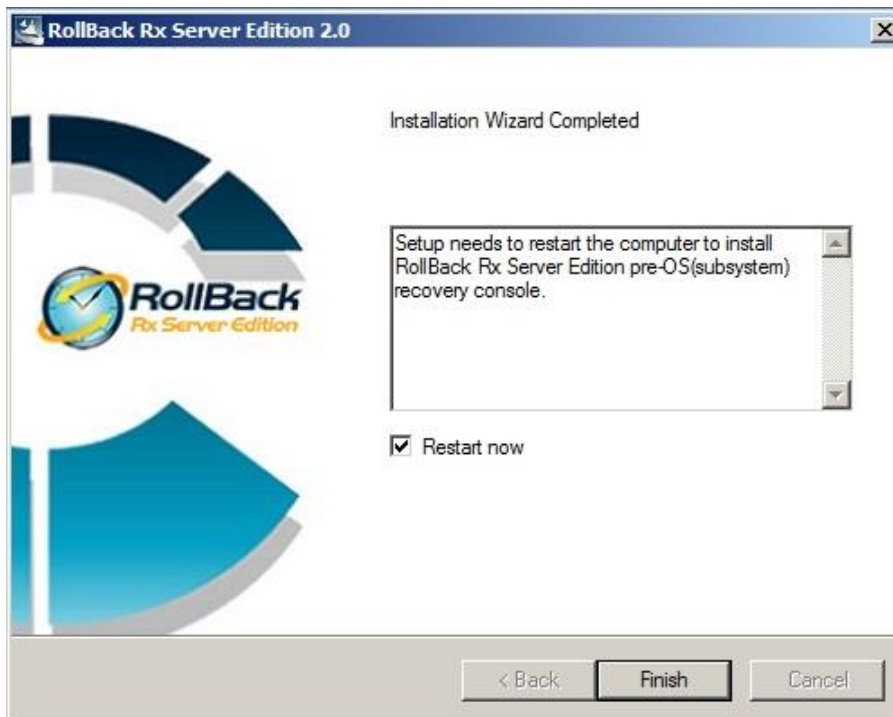 RollBack Rx Server Edition 2.0
Installation Wizard Completed
Setup needs to restart the computer to install
RollBack Rx Server Edition pre-OS(subsystem)
recovery console.
RollBack
Rx Server Edition
Restart now
< Back
Finish
Cancel